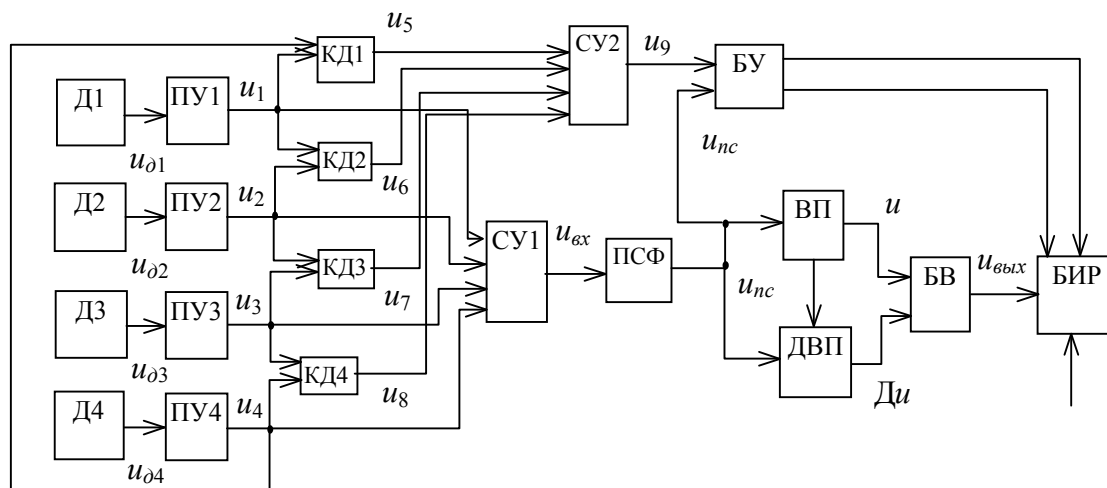 u5
КД1
СУ2
u9
БУ
Д1
ПУ1
u1
uд1
КД2
u6
uпс
Д2
ПУ2
u2
СУ1
uвх
ПСФ
ВП
u
uд2
КД3
u7
uпс
БВ
uвых
БИР
Д3
ПУ3
u3
ДВП
uд3
КД4
u8
Дu
Д4
ПУ4
u4
uд4